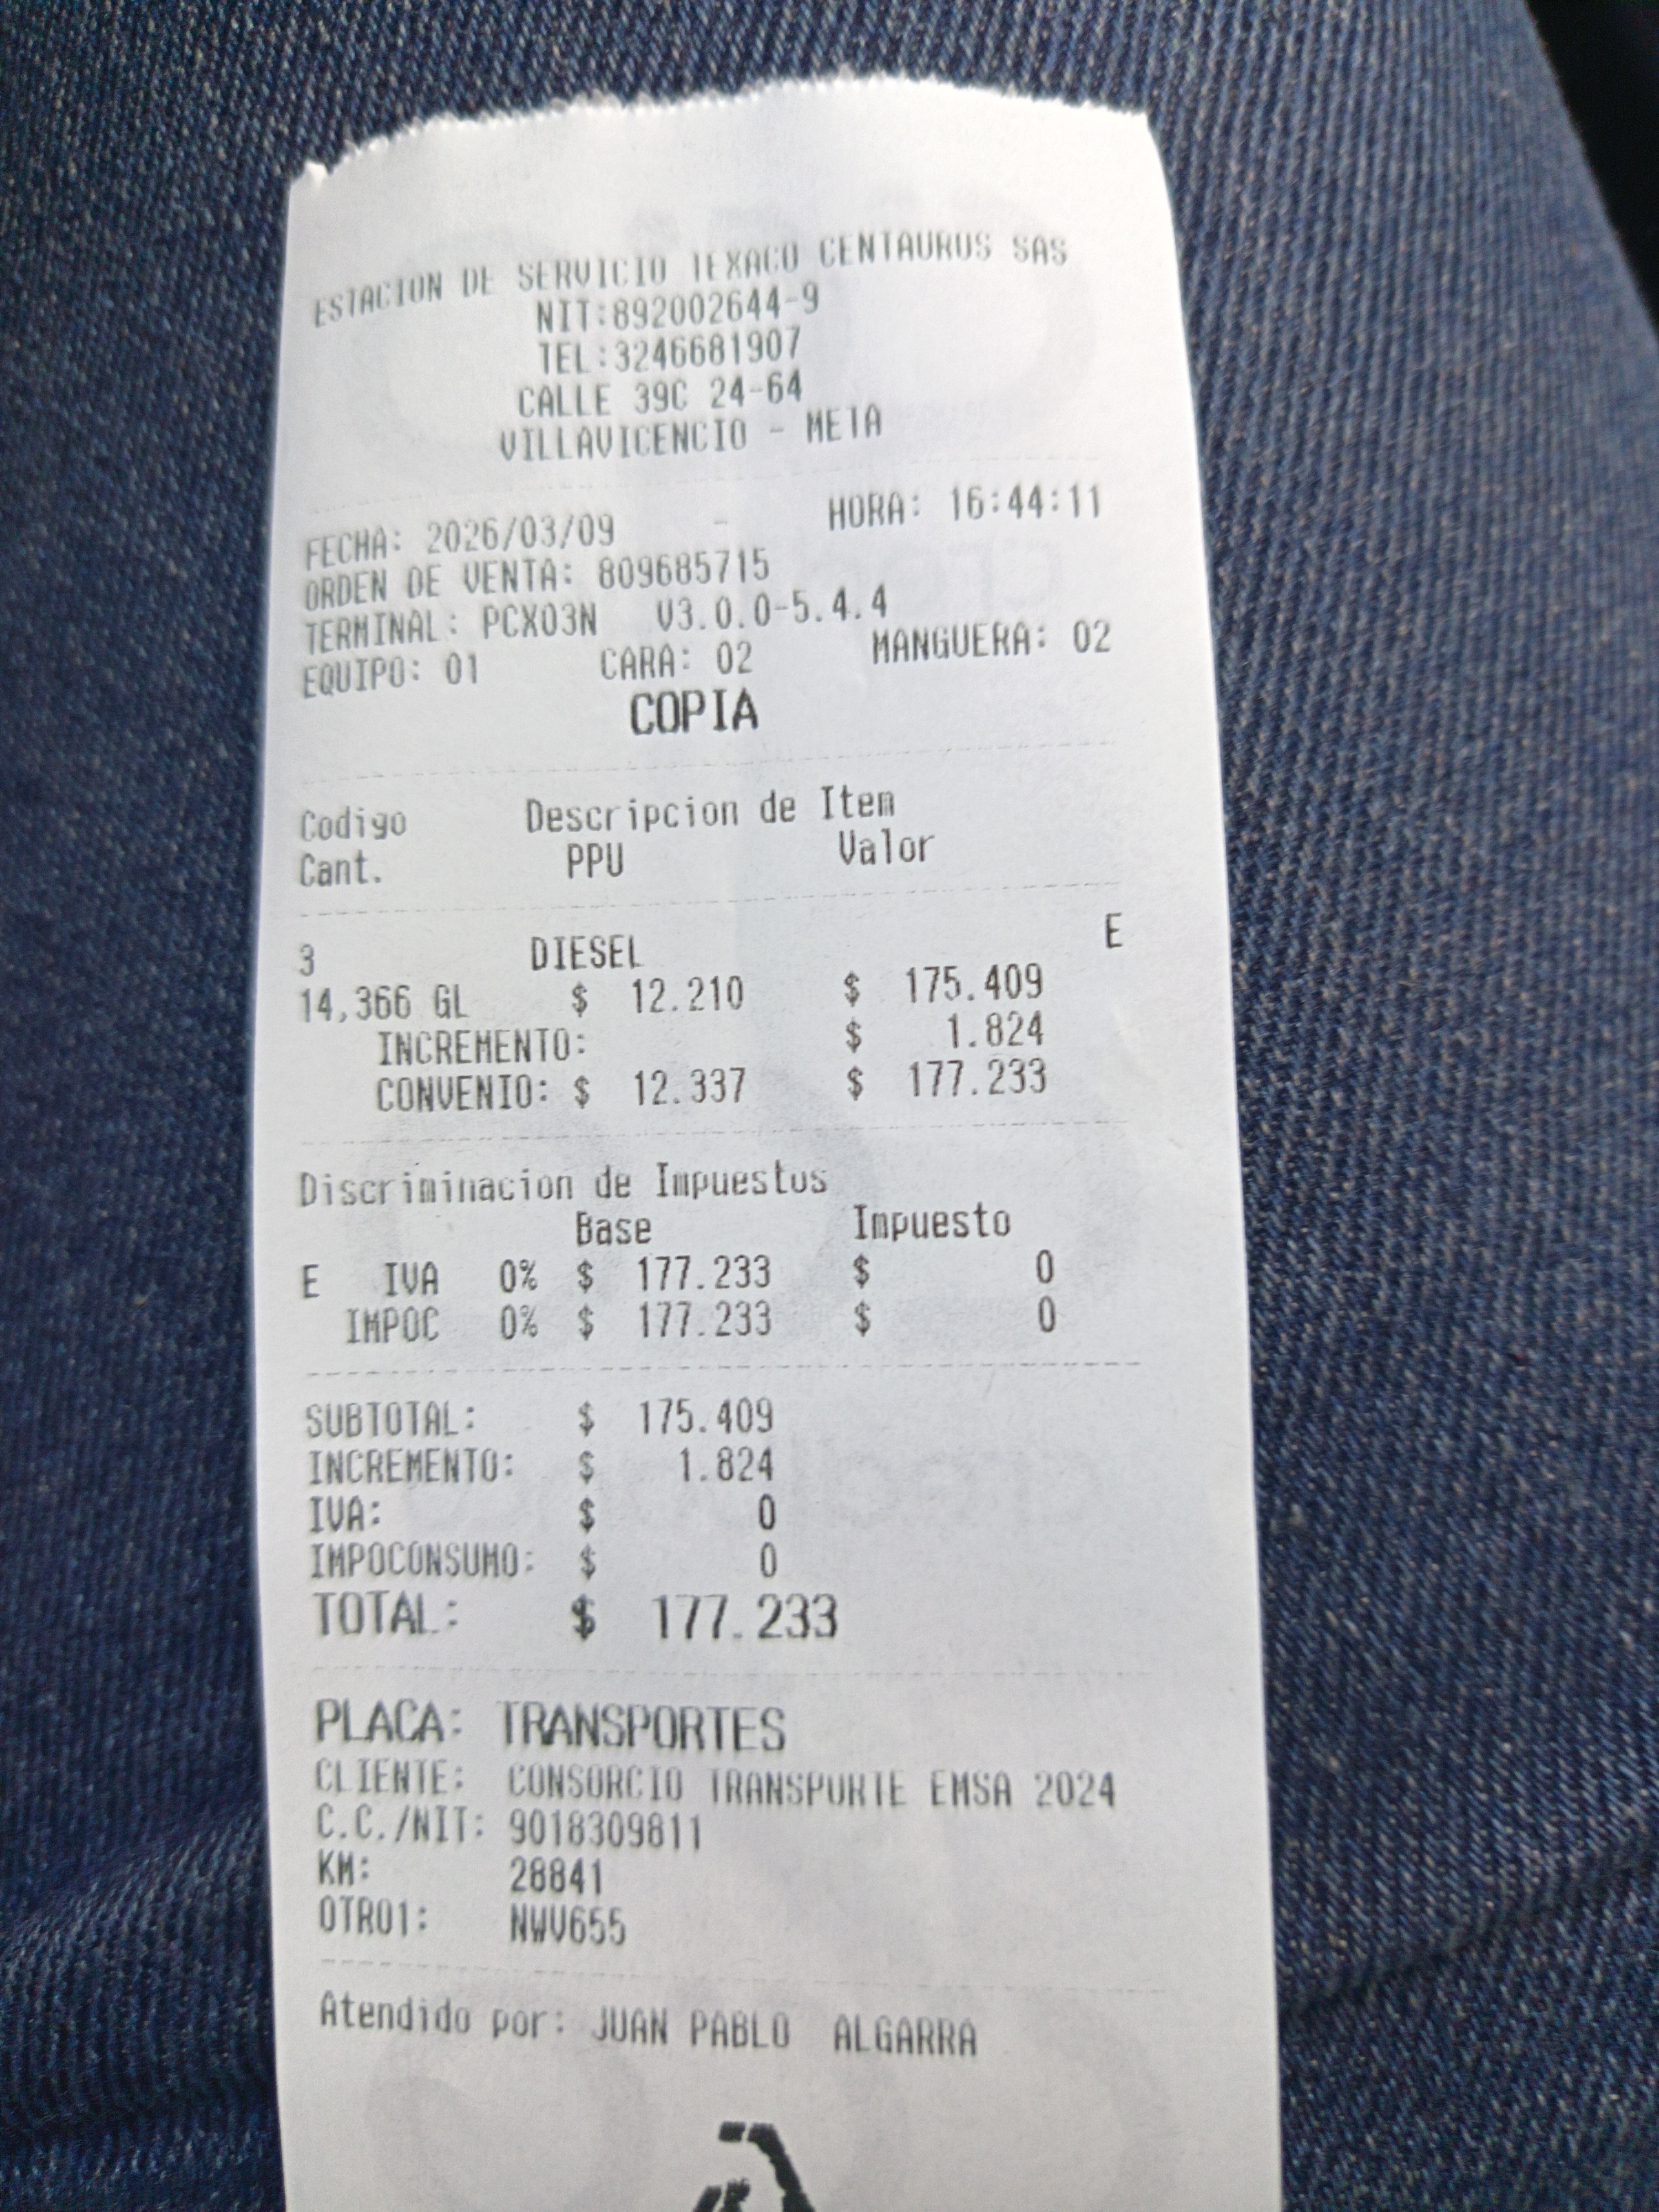 ESTACION DE SERVICIO TEXACO CENTAURUS SAS
NIT:892002644-9
TEL:3246681907
CALLE 39C 24-64
VILLAVICENCIO - META
FECHA: 2026/03/09 - HORA: 16:44:11
ORDEN DE VENTA: 809685715
TERMINAL: PCX03N V3.0.0-5.4.4
EQUIPO: 01 CARA: 02 MANGUERA: 02
COPIA
Codigo Descripcion de Item
Cant. PPU Valor
3 DIESEL E
14,366 GL $ 12.210 $ 175.409
INCREMENTO: $ 1.824
CONVENIO: $ 12.337 $ 177.233
Discriminacion de Impuestos
Base Impuesto
E IVA 0% $ 177.233 $ 0
IMPOC 0% $ 177.233 $ 0
SUBTOTAL: $ 175.409
INCREMENTO: $ 1.824
IVA: $ 0
IMPOCONSUMO: $ 0
TOTAL: $ 177.233
PLACA: TRANSPORTES
CLIENTE: CONSORCIO TRANSPORTE EMSA 2024
C.C./NIT: 9018309811
KM: 28841
OTRO1: NWV655
Atendido por: JUAN PABLO ALGARRA